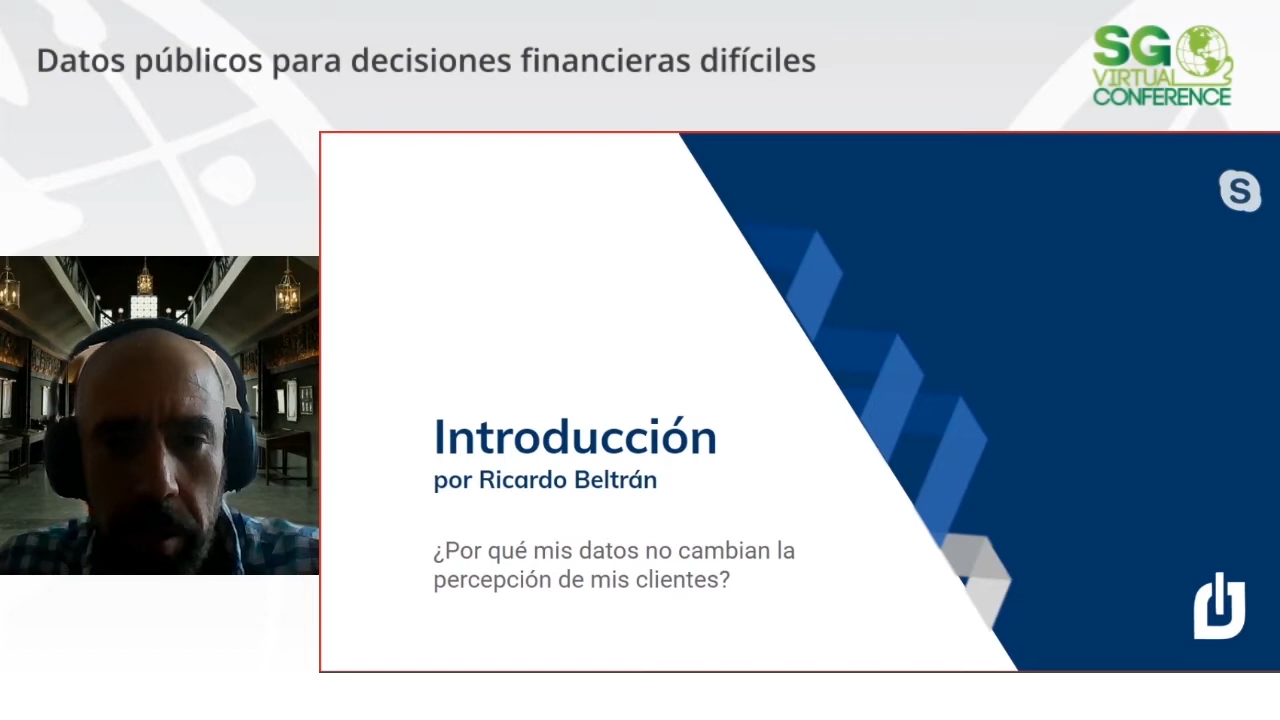 Datos públicos para decisiones financieras difíciles
SG
VIRTUAL
CONFERENCE
S
Introducción
por Ricardo Beltrán
¿Por qué mis datos no cambian la
percepción de mis clientes?